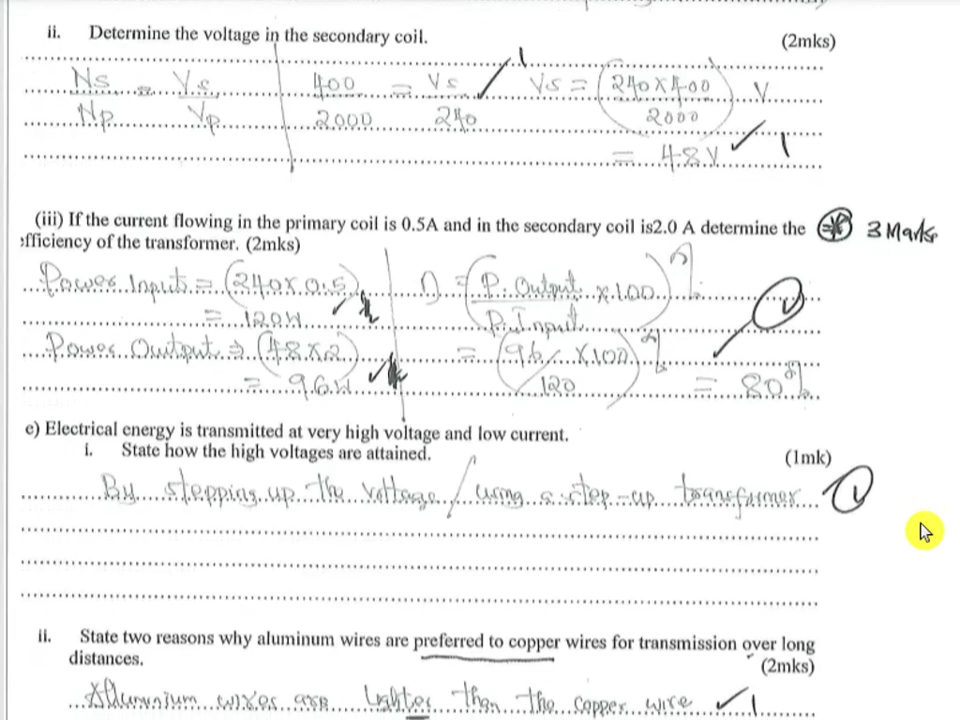 ii. Determine the voltage in the secondary coil. (2mks)
Ns/Np = Vs/Vp 400/2000 = Vs/240 Vs = (240 x 400/2000) V
= 48V 1
(iii) If the current flowing in the primary coil is 0.5A and in the secondary coil is2.0 A determine the 3 Marks
efficiency of the transformer. (2mks)
Power Input = (240 x 0.5) η = (P. Output/P. Input x 100)%
= 120W
Power Output ⇒ (48 x 2) = (96/120 x 100)%
= 96W = 80%
e) Electrical energy is transmitted at very high voltage and low current.
i. State how the high voltages are attained. (1mk)
By stepping up the voltage / using a step-up transformer 1
ii. State two reasons why aluminum wires are preferred to copper wires for transmission over long
distances. (2mks)
Alluminium wires are lighter than the copper wire 1